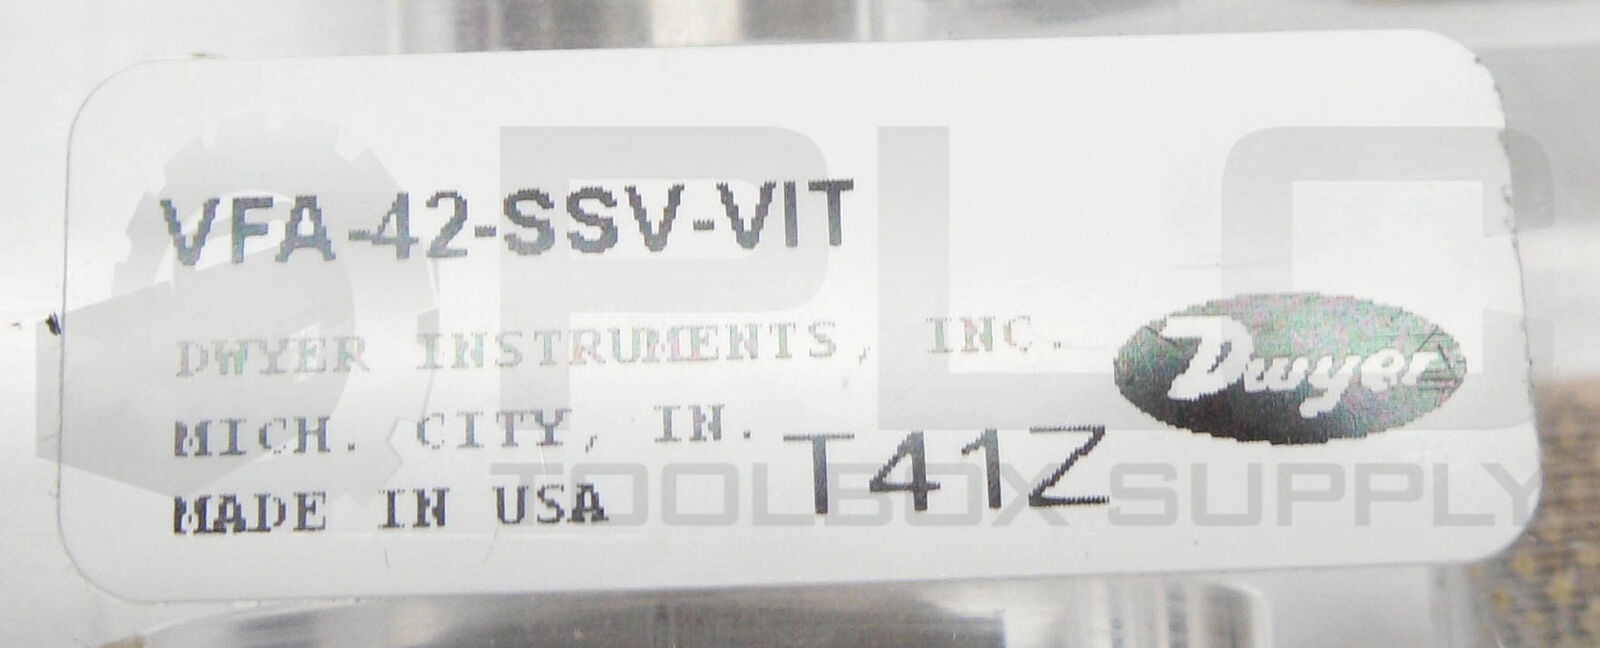 VFA-42-SSV-VIT
DWYER INSTRUMENTS, INC.
Dwyer
MICH. CITY, IN.
T41Z
MADE IN USA
PLC
TOOLBOX SUPPLY